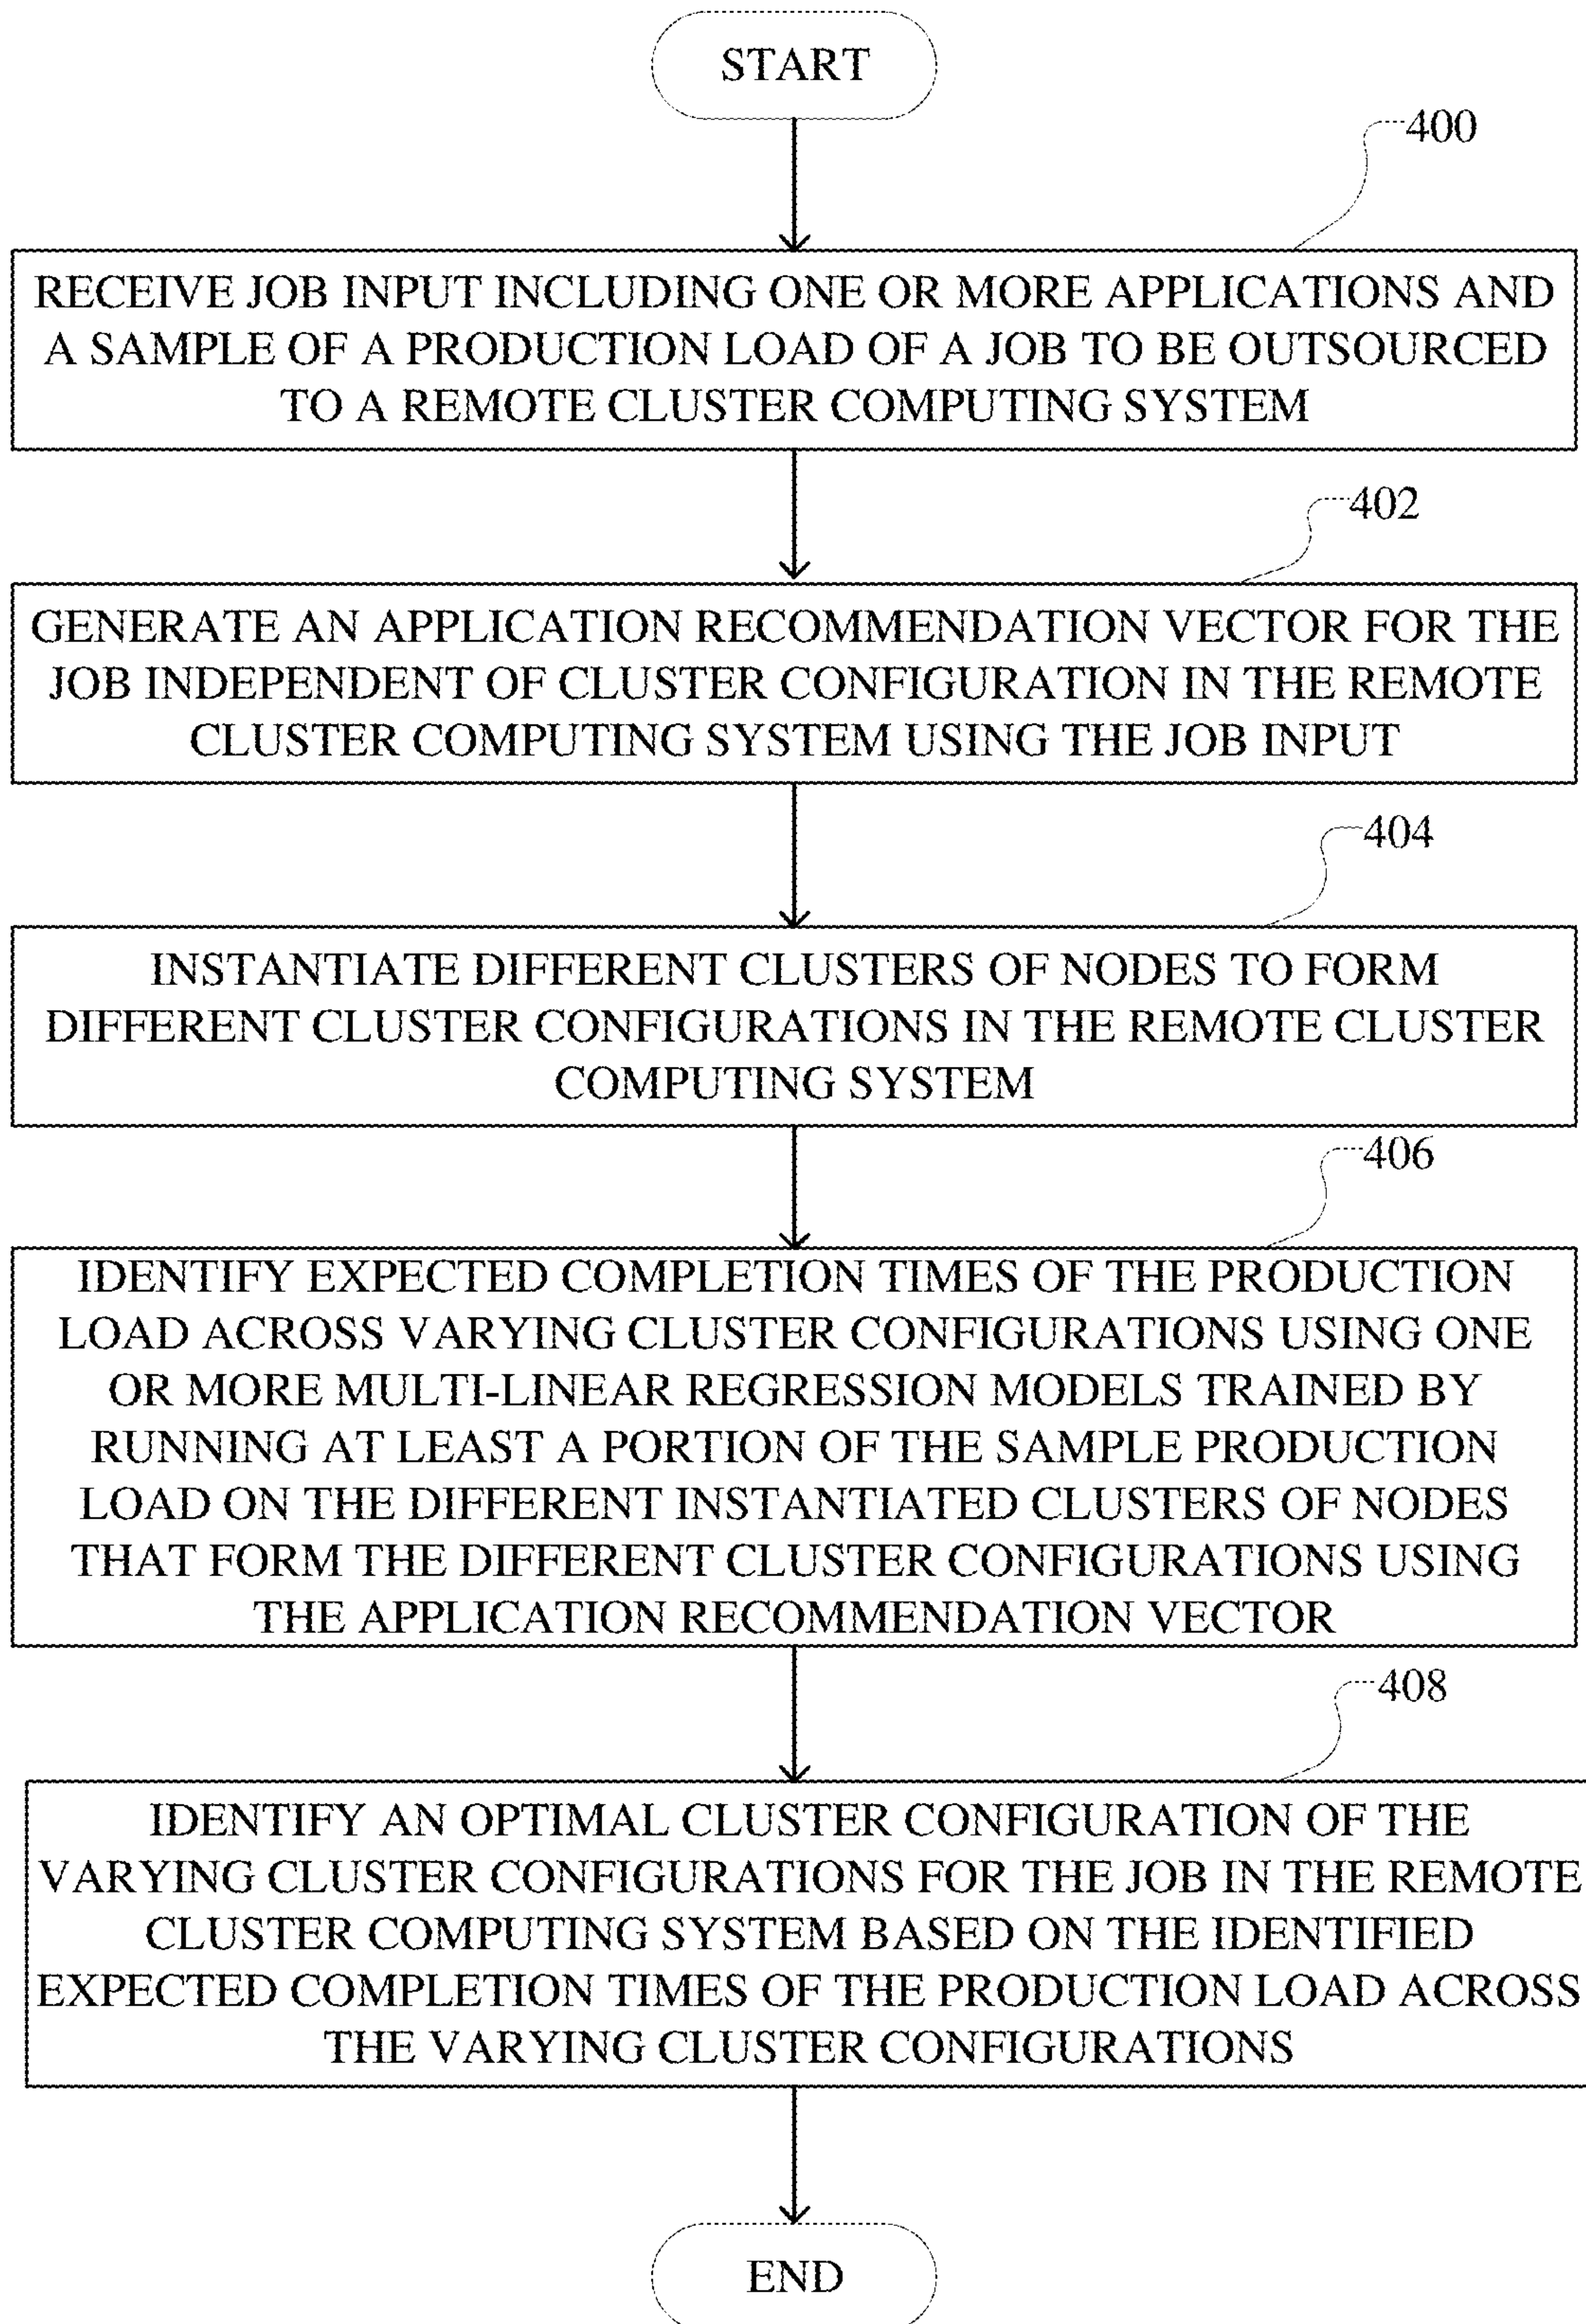 START
400
RECEIVE JOB INPUT INCLUDING ONE OR MORE APPLICATIONS AND
A SAMPLE OF A PRODUCTION LOAD OF A JOB TO BE OUTSOURCED
TO A REMOTE CLUSTER COMPUTING SYSTEM
402
GENERATE AN APPLICATION RECOMMENDATION VECTOR FOR THE
JOB INDEPENDENT OF CLUSTER CONFIGURATION IN THE REMOTE
CLUSTER COMPUTING SYSTEM USING THE JOB INPUT
404
INSTANTIATE DIFFERENT CLUSTERS OF NODES TO FORM
DIFFERENT CLUSTER CONFIGURATIONS IN THE REMOTE CLUSTER
COMPUTING SYSTEM
406
IDENTIFY EXPECTED COMPLETION TIMES OF THE PRODUCTION
LOAD ACROSS VARYING CLUSTER CONFIGURATIONS USING ONE
OR MORE MULTI-LINEAR REGRESSION MODELS TRAINED BY
RUNNING AT LEAST A PORTION OF THE SAMPLE PRODUCTION
LOAD ON THE DIFFERENT INSTANTIATED CLUSTERS OF NODES
THAT FORM THE DIFFERENT CLUSTER CONFIGURATIONS USING
THE APPLICATION RECOMMENDATION VECTOR
408
IDENTIFY AN OPTIMAL CLUSTER CONFIGURATION OF THE
VARYING CLUSTER CONFIGURATIONS FOR THE JOB IN THE REMOTE
CLUSTER COMPUTING SYSTEM BASED ON THE IDENTIFIED
EXPECTED COMPLETION TIMES OF THE PRODUCTION LOAD ACROSS
THE VARYING CLUSTER CONFIGURATIONS
END